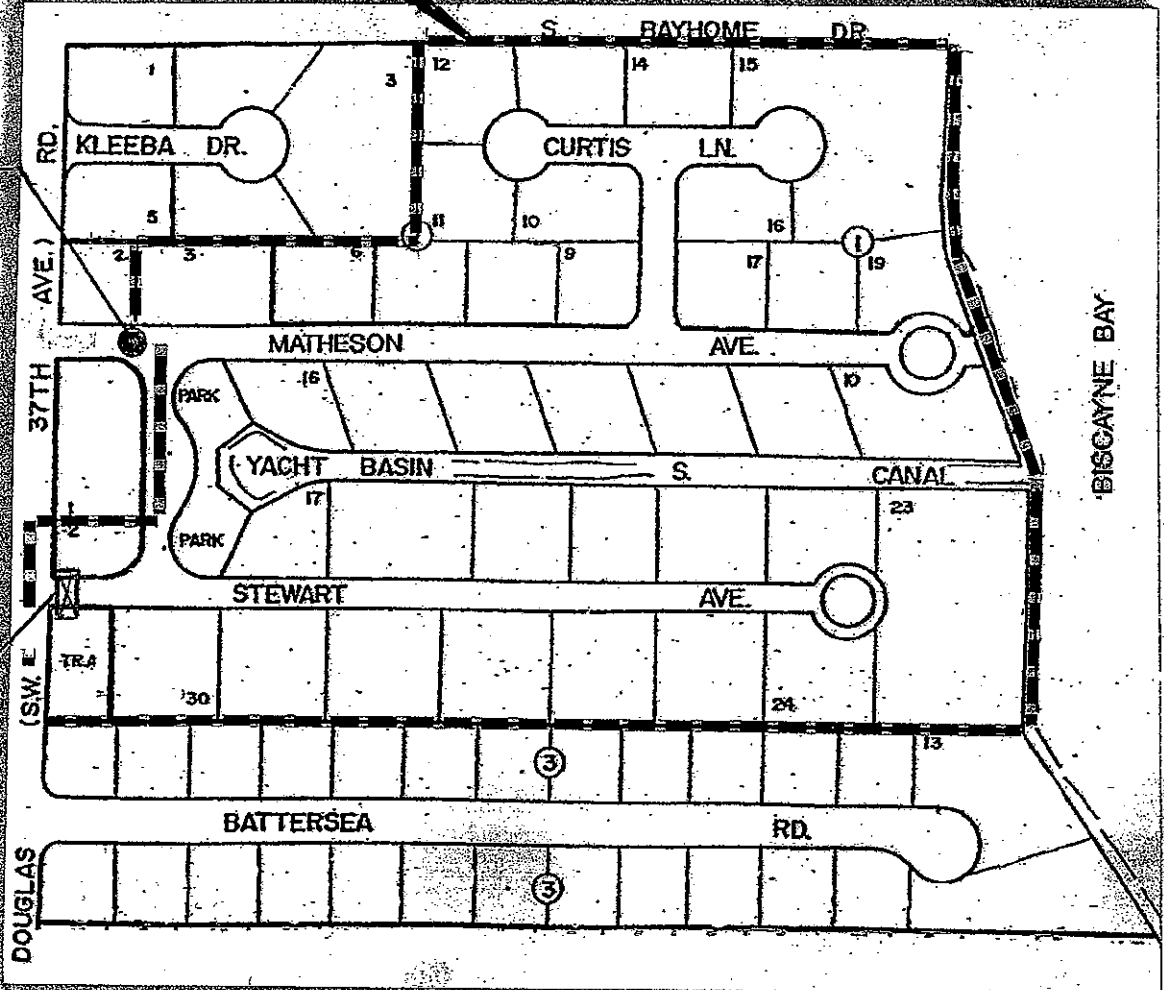 S. BAYHOME DR.
1
3
12
14
15
KLEEBA DR.
CURTIS LN.
5
11
10
16
1
2
3
6
9
17
19
MATHESON AVE.
16
10
PARK
YACHT BASIN S. CANAL
17
23
1
2
PARK
STEWART AVE.
TR.A
30
24
13
3
BATTERSEA RD.
3
DOUGLAS (S.W. 37TH AVE.) RD.
BISCAYNE BAY